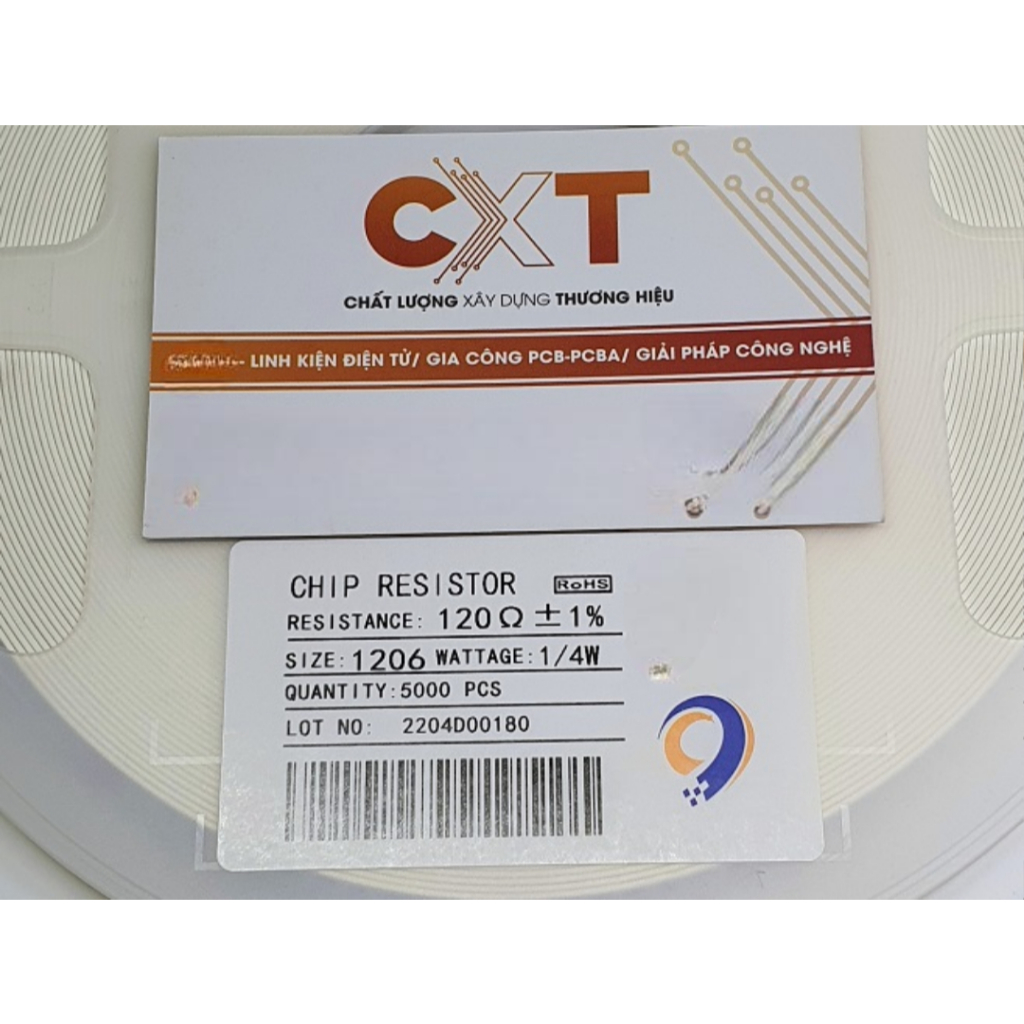 CXT
CHẤT LƯỢNG XÂY DỰNG THƯƠNG HIỆU
LINH KIỆN ĐIỆN TỬ/ GIA CÔNG PCB-PCBA/ GIẢI PHÁP CÔNG NGHỆ
CHIP RESISTOR RoHS
RESISTANCE: 120Ω ±1%
SIZE: 1206 WATTAGE: 1/4W
QUANTITY: 5000 PCS
LOT NO: 2204D00180